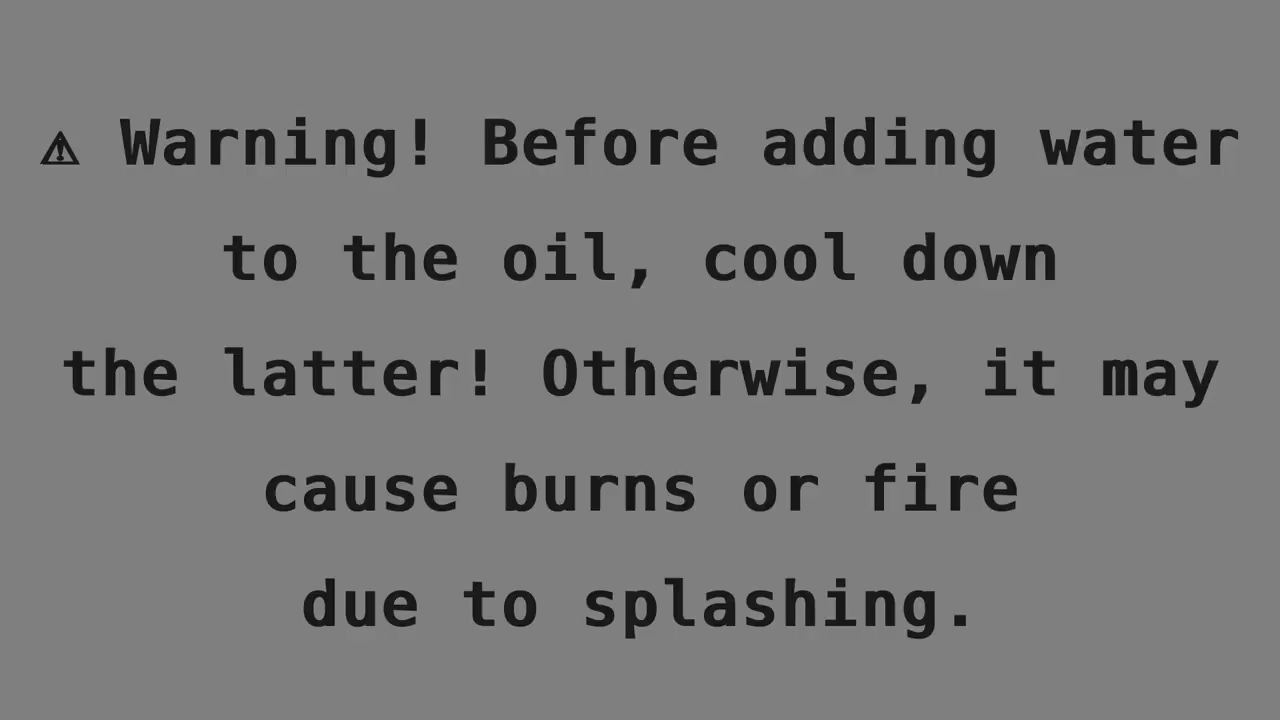 ⚠ Warning! Before adding water
to the oil, cool down
the latter! Otherwise, it may
cause burns or fire
due to splashing.